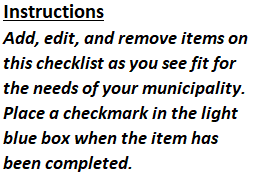 Instructions
Add, edit, and remove items on
this checklist as you see fit for
the needs of your municipality.
Place a checkmark in the light
blue box when the item has
been completed.